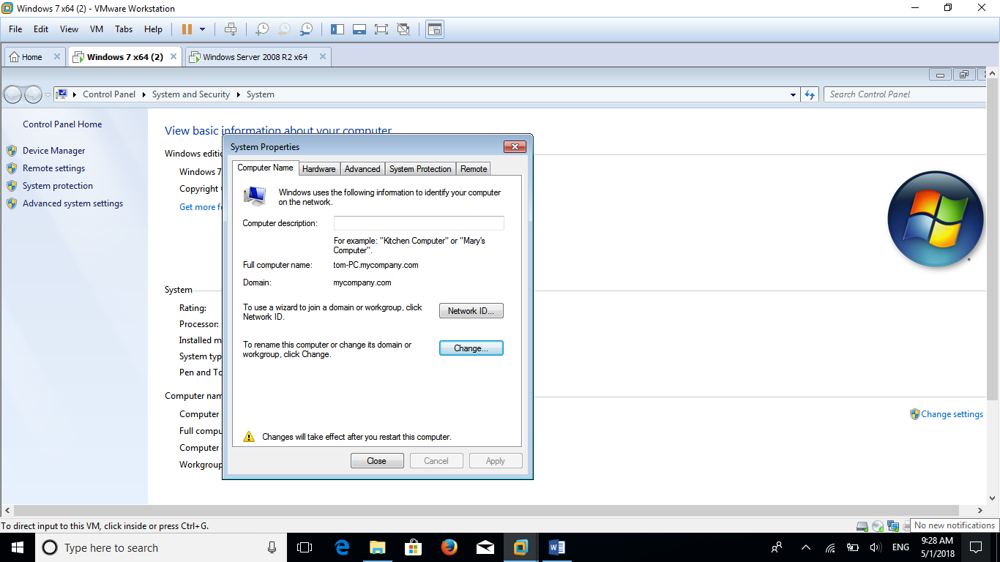 Windows 7 x64 (2) - VMware Workstation
File Edit View VM Tabs Help
Home Windows 7 x64 (2) Windows Server 2008 R2 x64
Control Panel System and Security System Search Control Panel
Control Panel Home
Device Manager
Remote settings
System protection
Advanced system settings
View basic information about your computer
Windows
Windows 7
Copyright
Get more
System
Rating:
Processor:
Installed
System
Pen and
Computer
Computer
Full
Computer
Workgroup
System Properties
Computer Name Hardware Advanced System Protection Remote
Windows uses the following information to identify your computer
on the network.
Computer description:
For example: "Kitchen Computer" or "Mary's
Computer".
Full computer name: tom-PC.mycompany.com
Domain: mycompany.com
To use a wizard to join a domain or workgroup, click
Network ID.
Network ID...
To rename this computer or change its domain or
workgroup, click Change.
Change...
Changes will take effect after you restart this computer.
Close Cancel Apply
Change settings
To direct input to this VM, click inside or press Ctrl+G.
No new notifications
Type here to search
ENG
9:28 AM
5/1/2018